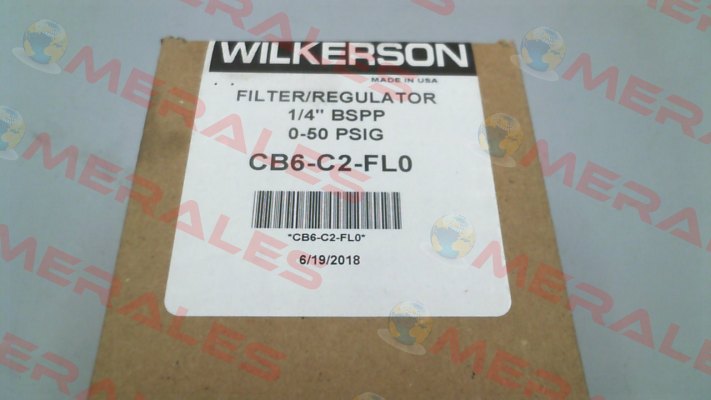 WILKERSON
MADE IN USA
FILTER/REGULATOR
1/4" BSPP
0-50 PSIG
CB6-C2-FL0
"CB6-C2-FL0"
6/19/2018
MERALES
MERALES
MERALES
MERALES
MERALES
MERALES